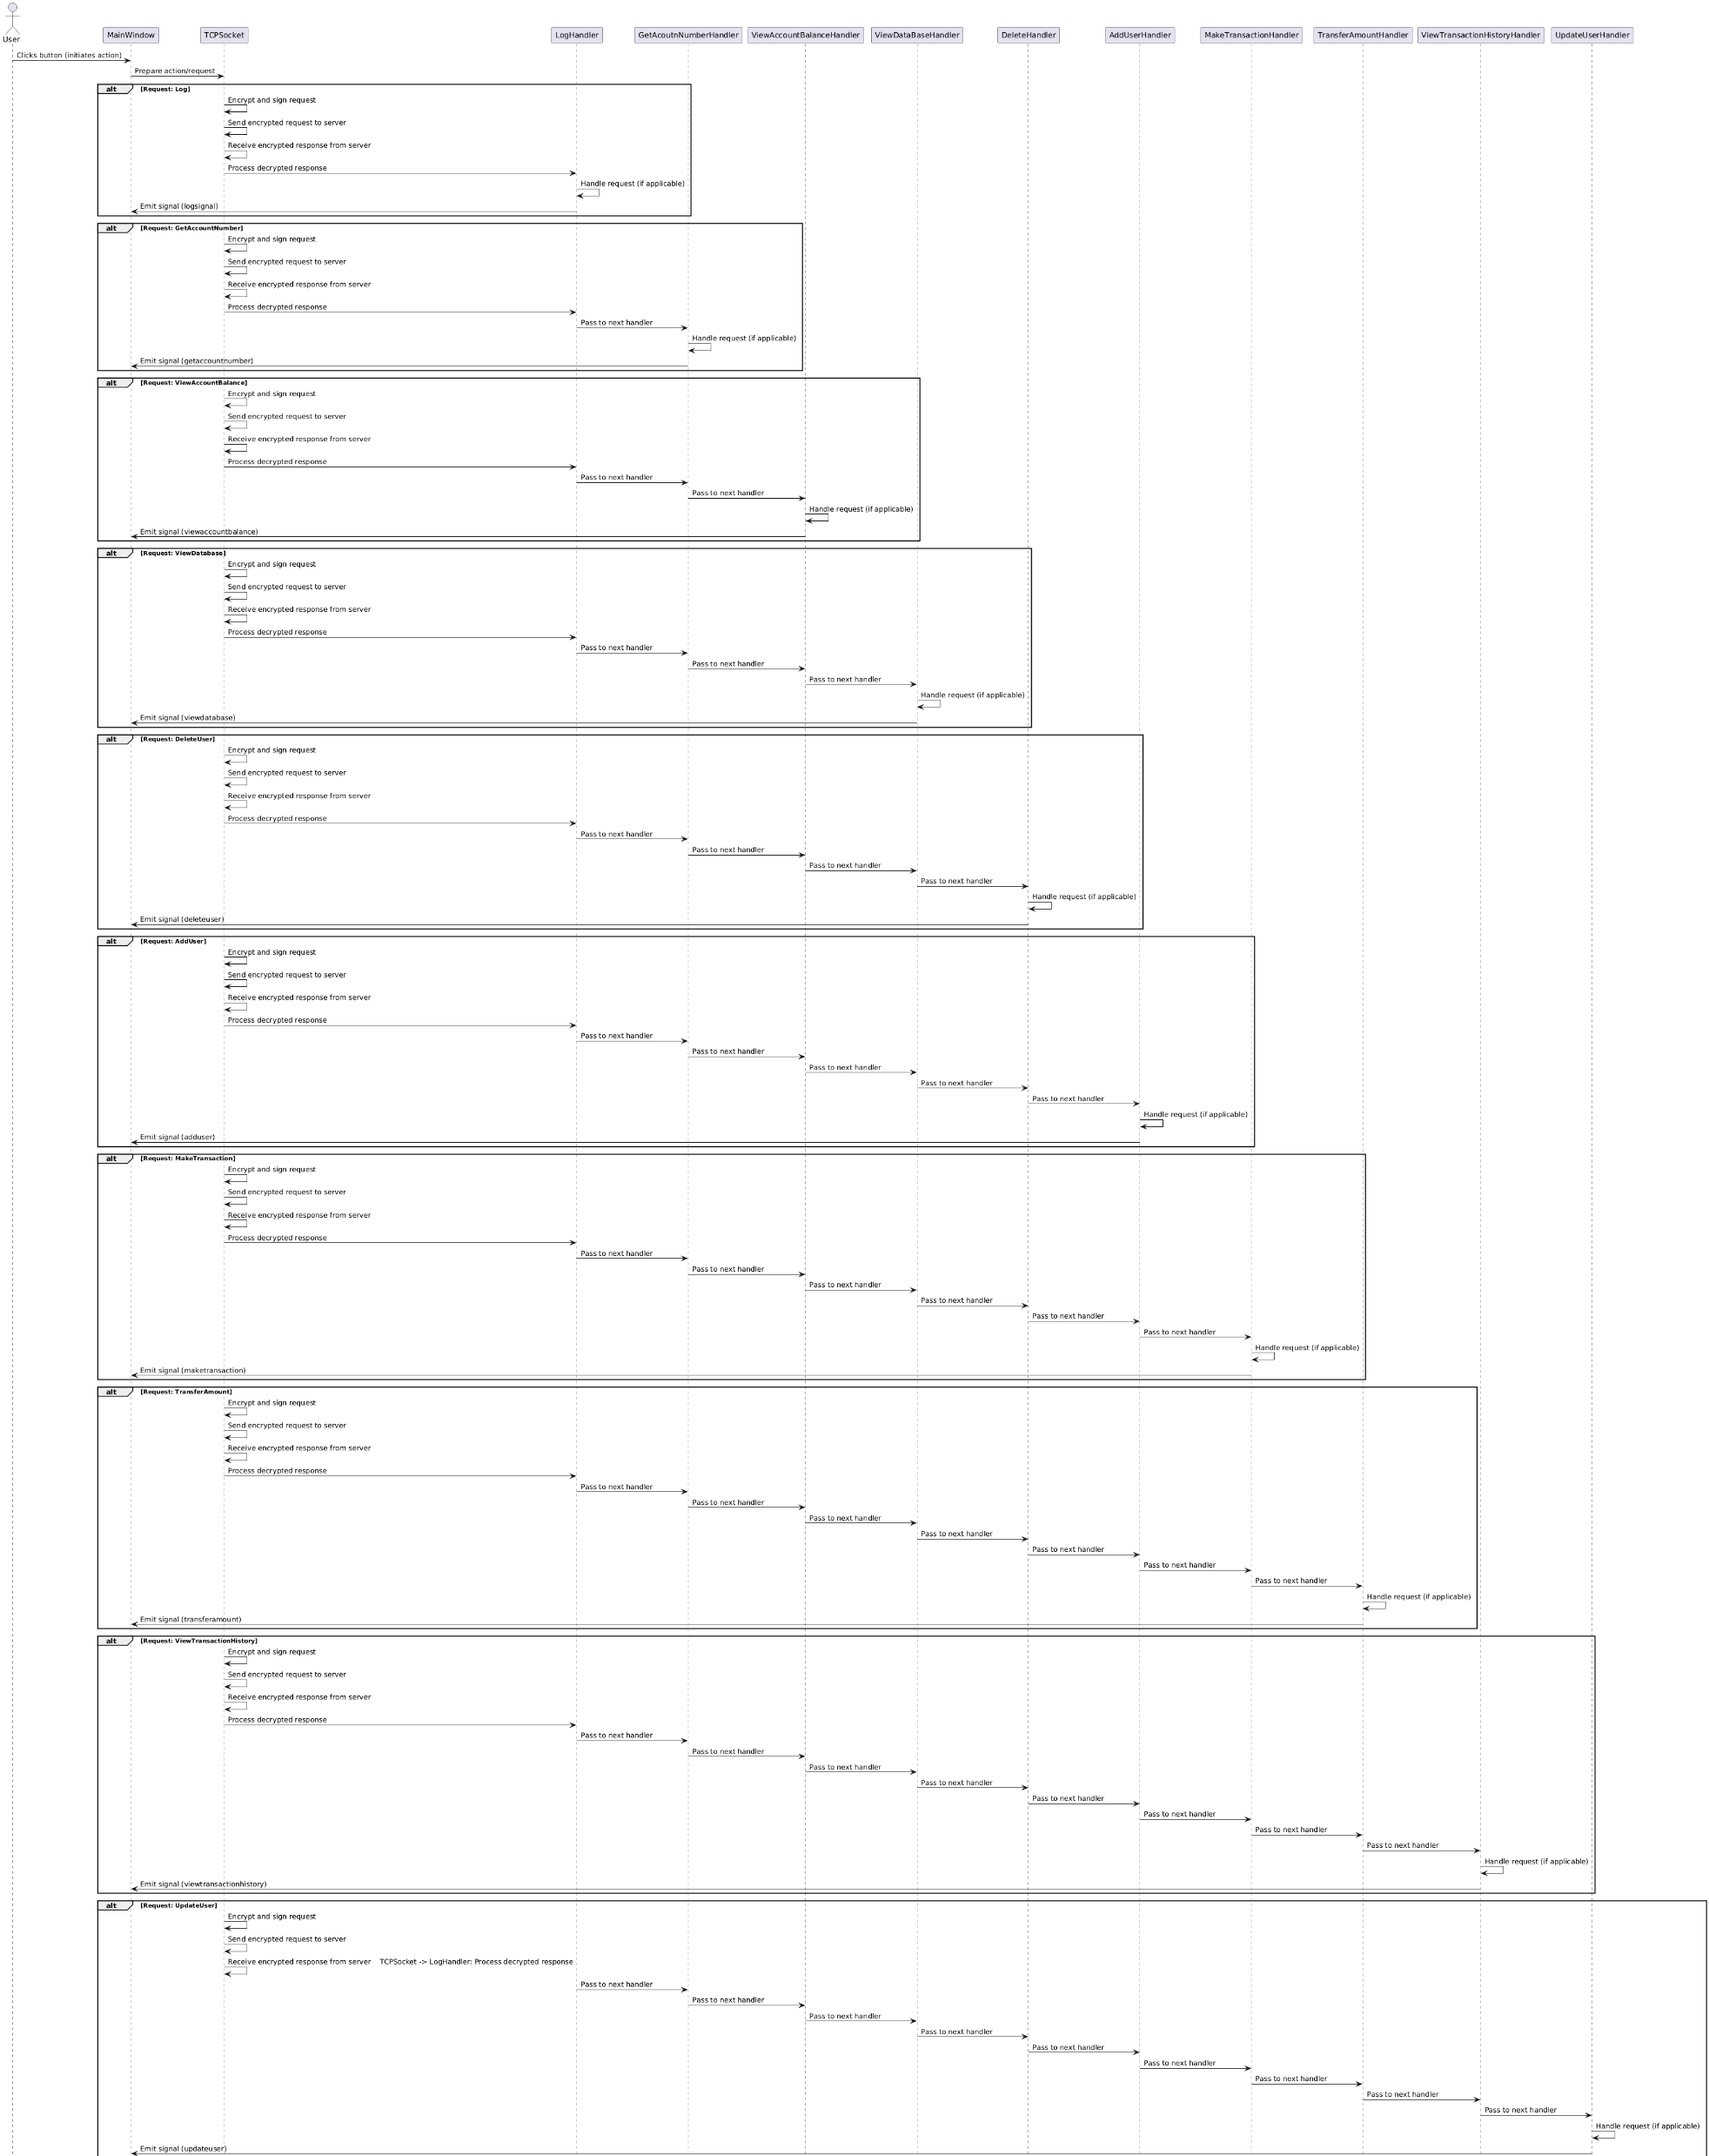 User
MainWindow
TCPSocket
LogHandler
GetAcoutnNumberHandler
ViewAccountBalanceHandler
ViewDataBaseHandler
DeleteHandler
AddUserHandler
MakeTransactionHandler
TransferAmountHandler
ViewTransactionHistoryHandler
UpdateUserHandler
Clicks button (initiates action)
Prepare action/request
alt [Request: Log]
Encrypt and sign request
Send encrypted request to server
Receive encrypted response from server
Process decrypted response
Handle request (if applicable)
Emit signal (logsignal)
alt [Request: GetAccountNumber]
Encrypt and sign request
Send encrypted request to server
Receive encrypted response from server
Process decrypted response
Pass to next handler
Handle request (if applicable)
Emit signal (getaccountnumber)
alt [Request: ViewAccountBalance]
Encrypt and sign request
Send encrypted request to server
Receive encrypted response from server
Process decrypted response
Pass to next handler
Pass to next handler
Handle request (if applicable)
Emit signal (viewaccountbalance)
alt [Request: ViewDatabase]
Encrypt and sign request
Send encrypted request to server
Receive encrypted response from server
Process decrypted response
Pass to next handler
Pass to next handler
Pass to next handler
Handle request (if applicable)
Emit signal (viewdatabase)
alt [Request: DeleteUser]
Encrypt and sign request
Send encrypted request to server
Receive encrypted response from server
Process decrypted response
Pass to next handler
Pass to next handler
Pass to next handler
Pass to next handler
Handle request (if applicable)
Emit signal (deleteuser)
alt [Request: AddUser]
Encrypt and sign request
Send encrypted request to server
Receive encrypted response from server
Process decrypted response
Pass to next handler
Pass to next handler
Pass to next handler
Pass to next handler
Pass to next handler
Handle request (if applicable)
Emit signal (adduser)
alt [Request: MakeTransaction]
Encrypt and sign request
Send encrypted request to server
Receive encrypted response from server
Process decrypted response
Pass to next handler
Pass to next handler
Pass to next handler
Pass to next handler
Pass to next handler
Pass to next handler
Handle request (if applicable)
Emit signal (maketransaction)
alt [Request: TransferAmount]
Encrypt and sign request
Send encrypted request to server
Receive encrypted response from server
Process decrypted response
Pass to next handler
Pass to next handler
Pass to next handler
Pass to next handler
Pass to next handler
Pass to next handler
Pass to next handler
Handle request (if applicable)
Emit signal (transferamount)
alt [Request: ViewTransactionHistory]
Encrypt and sign request
Send encrypted request to server
Receive encrypted response from server
Process decrypted response
Pass to next handler
Pass to next handler
Pass to next handler
Pass to next handler
Pass to next handler
Pass to next handler
Pass to next handler
Pass to next handler
Handle request (if applicable)
Emit signal (viewtransactionhistory)
alt [Request: UpdateUser]
Encrypt and sign request
Send encrypted request to server
Receive encrypted response from server    TCPSocket -> LogHandler: Process decrypted response
Pass to next handler
Pass to next handler
Pass to next handler
Pass to next handler
Pass to next handler
Pass to next handler
Pass to next handler
Pass to next handler
Pass to next handler
Handle request (if applicable)
Emit signal (updateuser)